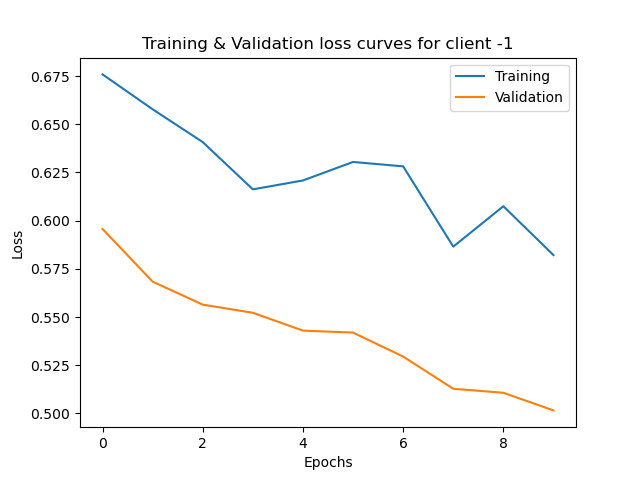 Training & Validation loss curves for client -1
Training
Validation
Loss
0.675
0.650
0.625
0.600
0.575
0.550
0.525
0.500
0 2 4 6 8
Epochs